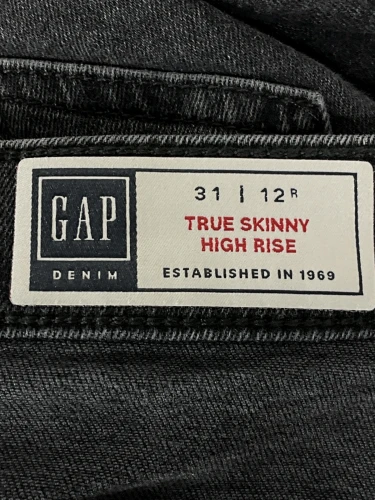 GAP
DENIM
31 | 12R
TRUE SKINNY
HIGH RISE
ESTABLISHED IN 1969